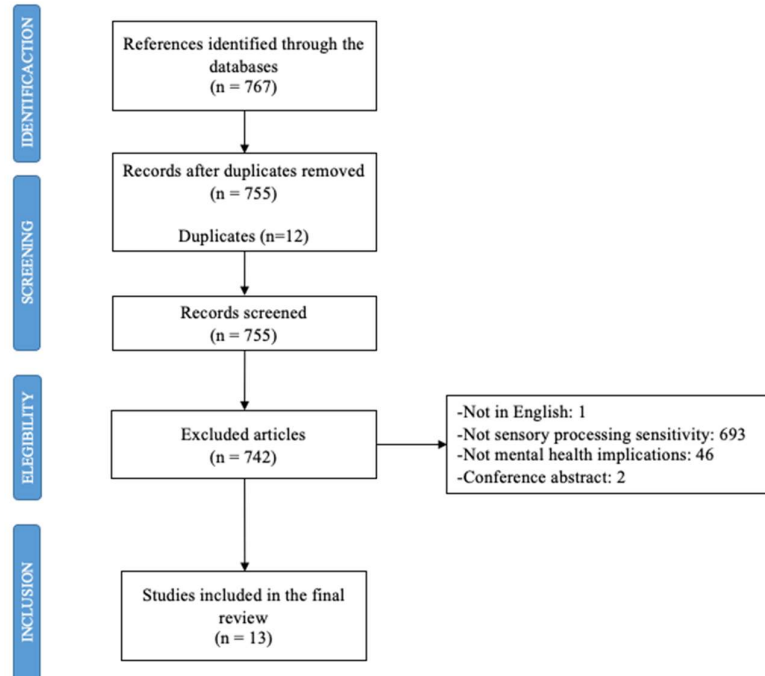 IDENTIFICACTION
References identified through the
databases
(n = 767)
Records after duplicates removed
(n = 755)
Duplicates (n=12)
SCREENING
Records screened
(n = 755)
ELEGIBILITY
Excluded articles
(n = 742)
-Not in English: 1
-Not sensory processing sensitivity: 693
-Not mental health implications: 46
-Conference abstract: 2
INCLUSION
Studies included in the final
review
(n = 13)